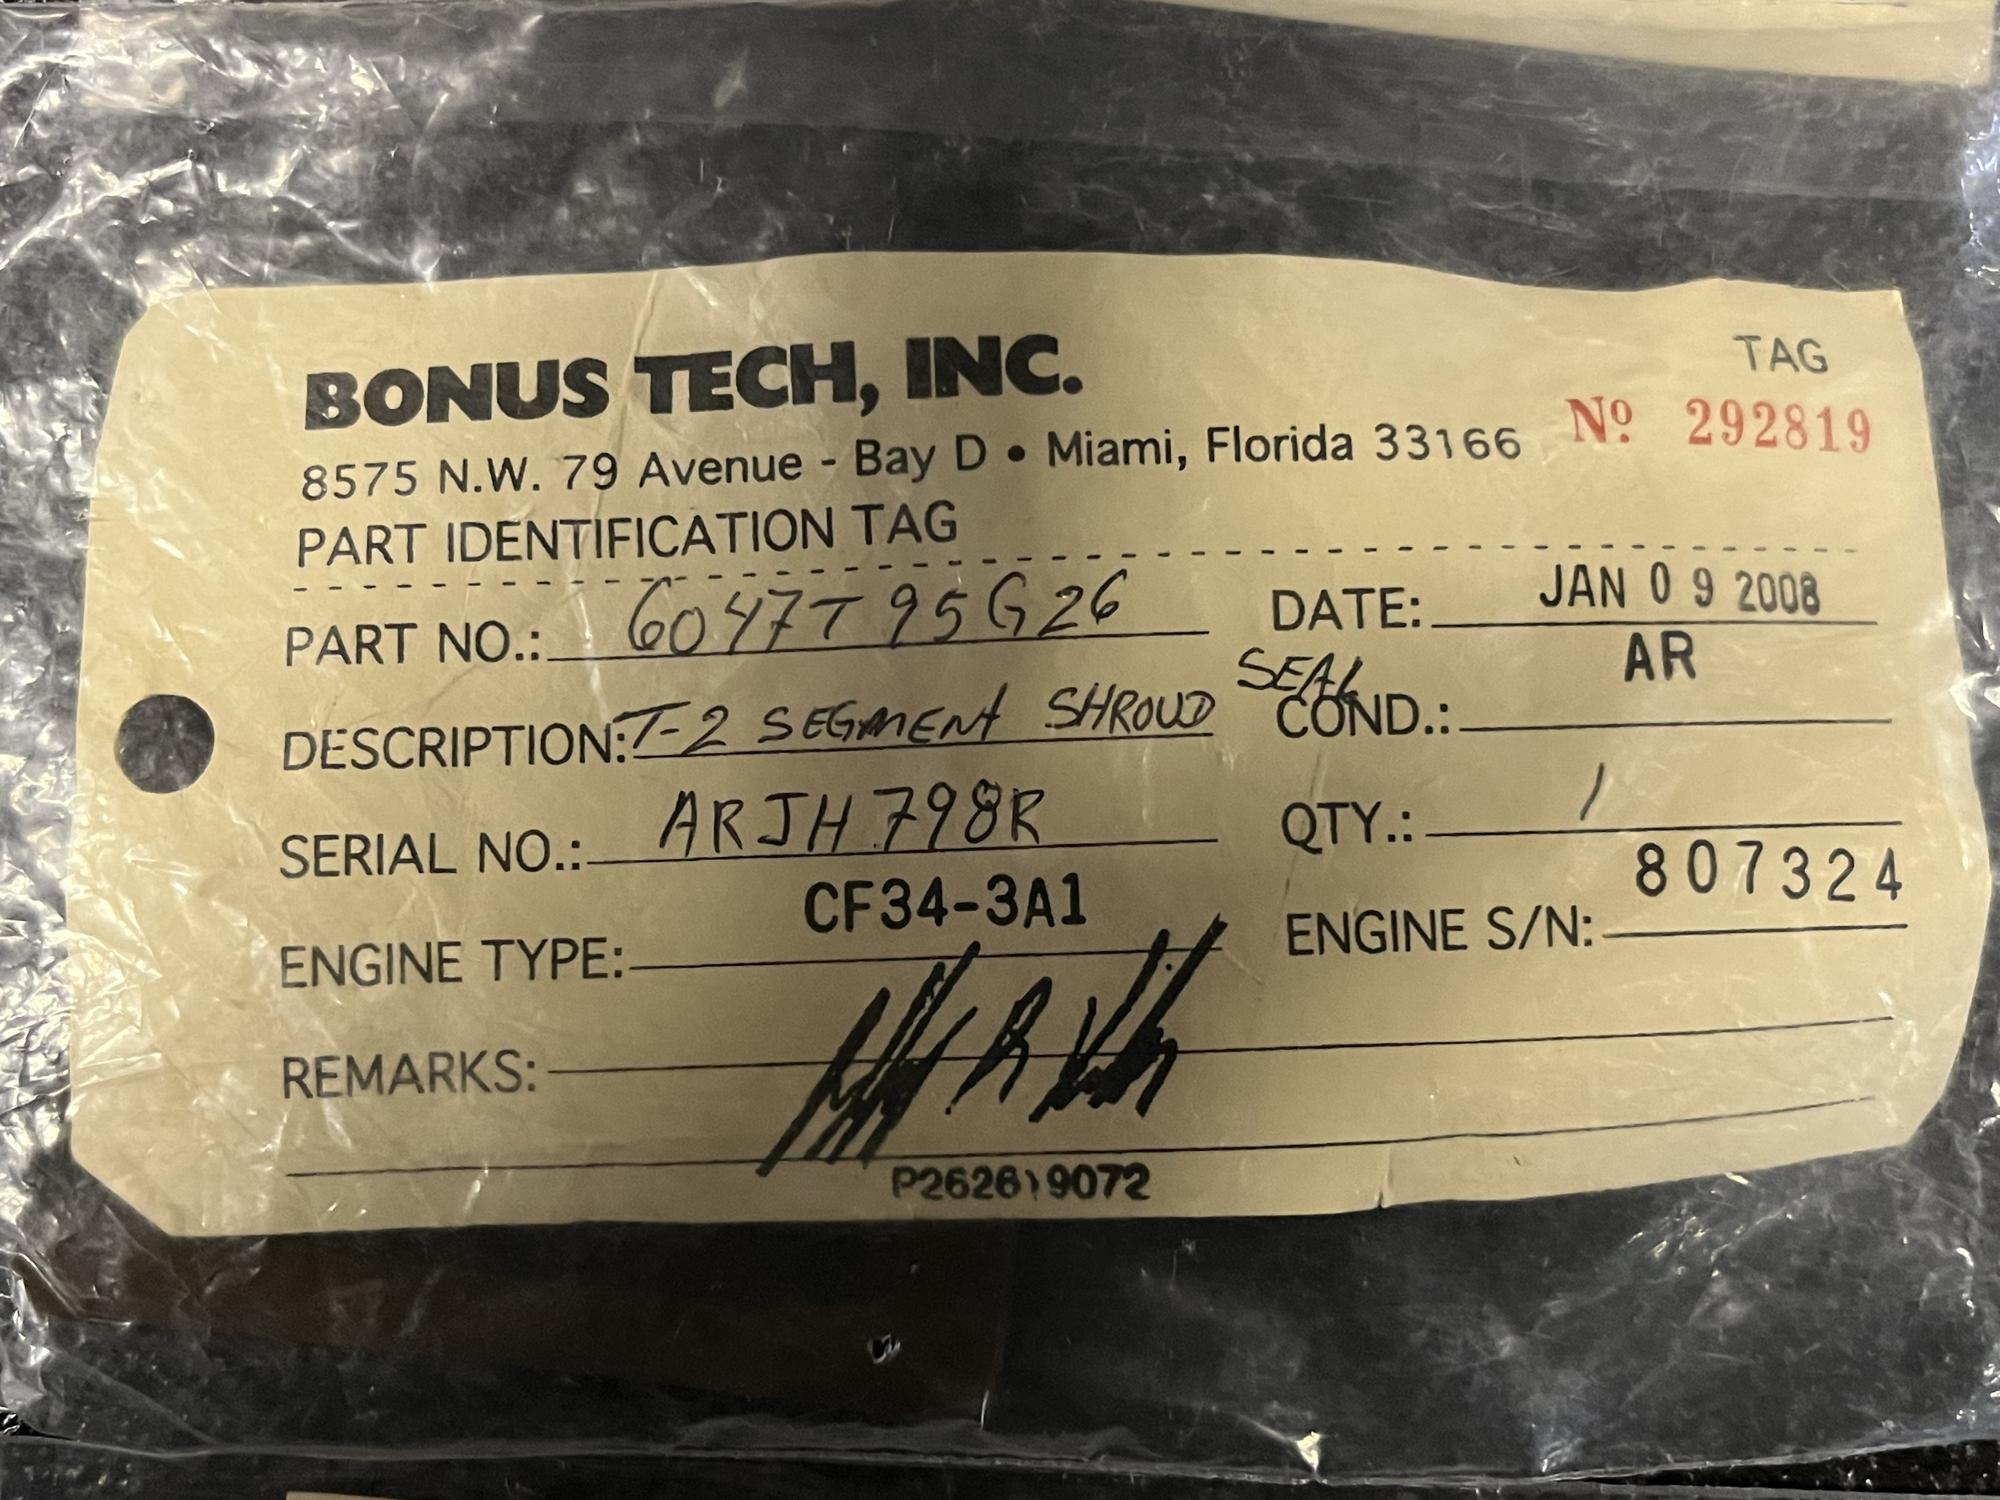 BONUS TECH, INC.
TAG
8575 N.W. 79 Avenue - Bay D • Miami, Florida 33166 Nº 292819
PART IDENTIFICATION TAG
PART NO.: 6047T95G26 DATE: JAN 09 2008
DESCRIPTION: T-2 SEGMENT SHROUD SEAL COND.: AR
SERIAL NO.: ARJH798R QTY.: 1
ENGINE TYPE: CF34-3A1 ENGINE S/N: 807324
REMARKS:
P262619072